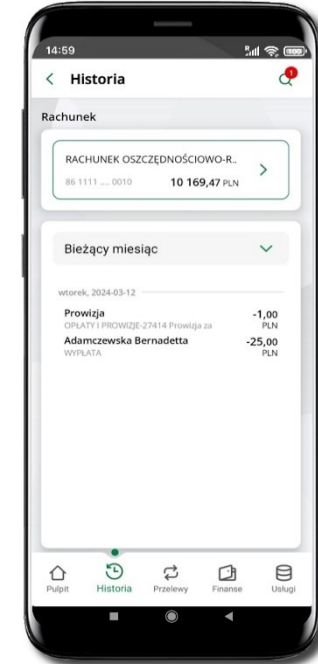 14:59
Historia
1
Rachunek
RACHUNEK OSZCZĘDNOŚCIOWO-R..
86 1111 .... 0010 10 169,47 PLN
Bieżący miesiąc
wtorek, 2024-03-12
Prowizja -1,00
OPŁATY I PROWIZJE-27414 Prowizja za PLN
Adamczewska Bernadetta -25,00
WYPŁATA PLN
Pulpit Historia Przelewy Finanse Usługi